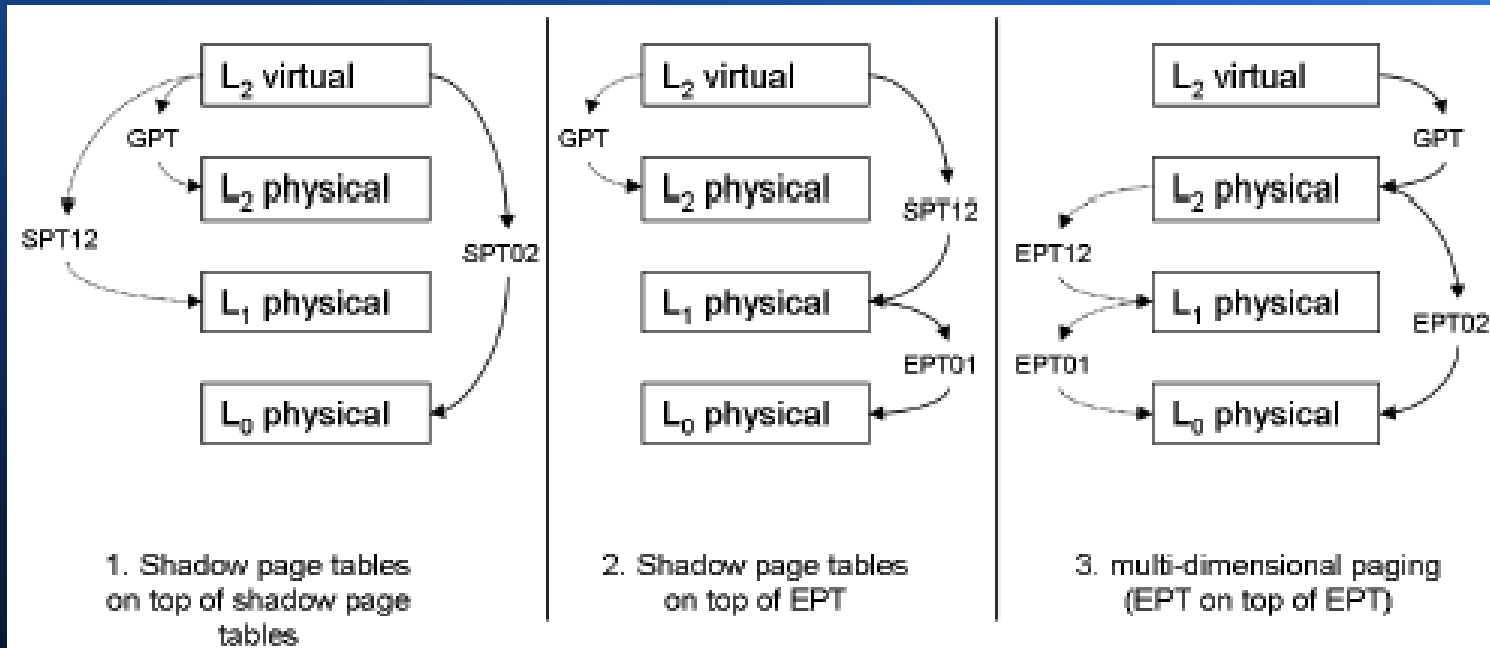 L₂ virtual
GPT
L₂ physical
SPT12
SPT02
L₁ physical
L₀ physical
1. Shadow page tables
on top of shadow page
tables
L₂ virtual
GPT
L₂ physical
SPT12
L₁ physical
EPT01
L₀ physical
2. Shadow page tables
on top of EPT
L₂ virtual
GPT
L₂ physical
EPT12
L₁ physical
EPT02
EPT01
L₀ physical
3. multi-dimensional paging
(EPT on top of EPT)